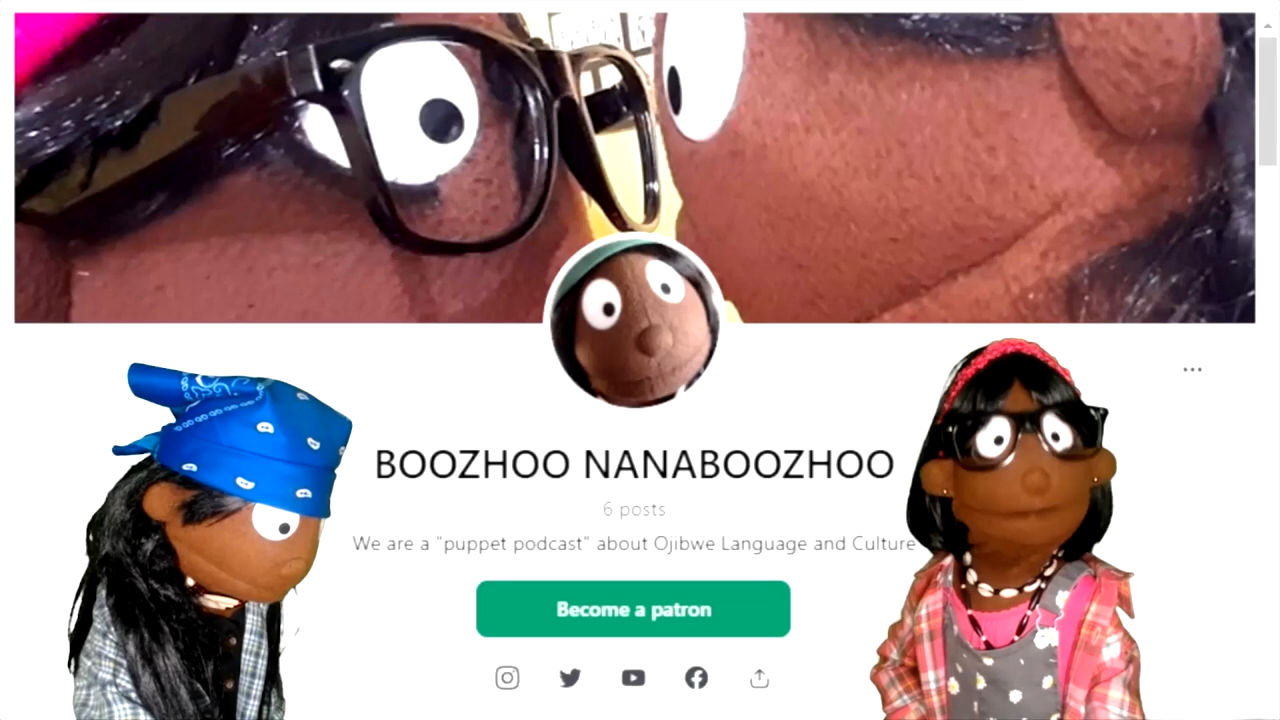 BOOZHOO NANABOOZHOO
6 posts
We are a "puppet podcast" about Ojibwe Language and Culture
Become a patron